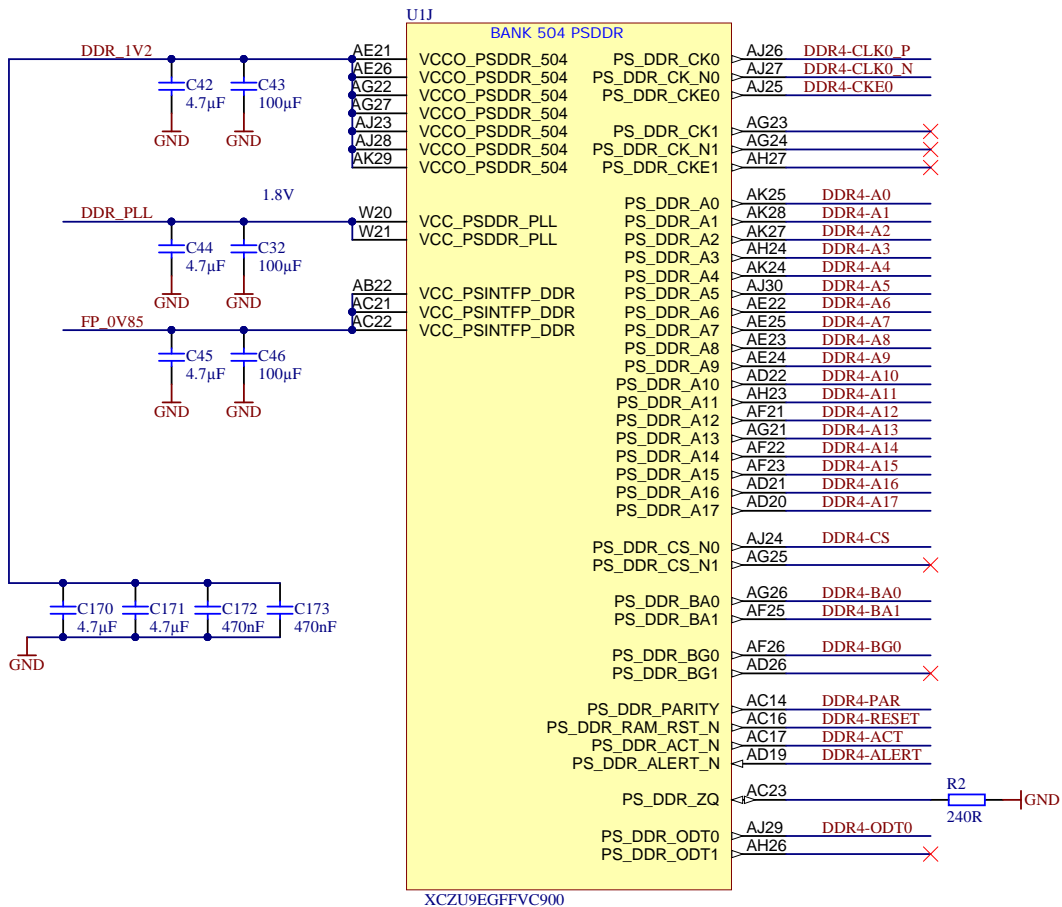 U1J
BANK 504 PSDDR
DDR_1V2
C42
4.7µF
GND
C43
100µF
GND
AE21 VCCO_PSDDR_504
AE26 VCCO_PSDDR_504
AG22 VCCO_PSDDR_504
AG27 VCCO_PSDDR_504
AJ23 VCCO_PSDDR_504
AJ28 VCCO_PSDDR_504
AK29 VCCO_PSDDR_504
1.8V
DDR_PLL
C44
4.7µF
GND
C32
100µF
GND
W20 VCC_PSDDR_PLL
W21 VCC_PSDDR_PLL
AB22 VCC_PSINTFP_DDR
AC21 VCC_PSINTFP_DDR
AC22 VCC_PSINTFP_DDR
FP_0V85
C45
4.7µF
GND
C46
100µF
GND
C170
4.7µF
C171
4.7µF
C172
470nF
C173
470nF
GND
PS_DDR_CK0 AJ26 DDR4-CLK0_P
PS_DDR_CK_N0 AJ27 DDR4-CLK0_N
PS_DDR_CKE0 AJ25 DDR4-CKE0
PS_DDR_CK1 AG23
PS_DDR_CK_N1 AG24
PS_DDR_CKE1 AH27
PS_DDR_A0 AK25 DDR4-A0
PS_DDR_A1 AK28 DDR4-A1
PS_DDR_A2 AK27 DDR4-A2
PS_DDR_A3 AH24 DDR4-A3
PS_DDR_A4 AK24 DDR4-A4
PS_DDR_A5 AJ30 DDR4-A5
PS_DDR_A6 AE22 DDR4-A6
PS_DDR_A7 AE25 DDR4-A7
PS_DDR_A8 AE23 DDR4-A8
PS_DDR_A9 AE24 DDR4-A9
PS_DDR_A10 AD22 DDR4-A10
PS_DDR_A11 AH23 DDR4-A11
PS_DDR_A12 AF21 DDR4-A12
PS_DDR_A13 AG21 DDR4-A13
PS_DDR_A14 AF22 DDR4-A14
PS_DDR_A15 AF23 DDR4-A15
PS_DDR_A16 AD21 DDR4-A16
PS_DDR_A17 AD20 DDR4-A17
PS_DDR_CS_N0 AJ24 DDR4-CS
PS_DDR_CS_N1 AG25
PS_DDR_BA0 AG26 DDR4-BA0
PS_DDR_BA1 AF25 DDR4-BA1
PS_DDR_BG0 AF26 DDR4-BG0
PS_DDR_BG1 AD26
PS_DDR_PARITY AC14 DDR4-PAR
PS_DDR_RAM_RST_N AC16 DDR4-RESET
PS_DDR_ACT_N AC17 DDR4-ACT
PS_DDR_ALERT_N AD19 DDR4-ALERT
PS_DDR_ZQ AC23
R2
240R
GND
PS_DDR_ODT0 AJ29 DDR4-ODT0
PS_DDR_ODT1 AH26
XCZU9EGFFVC900